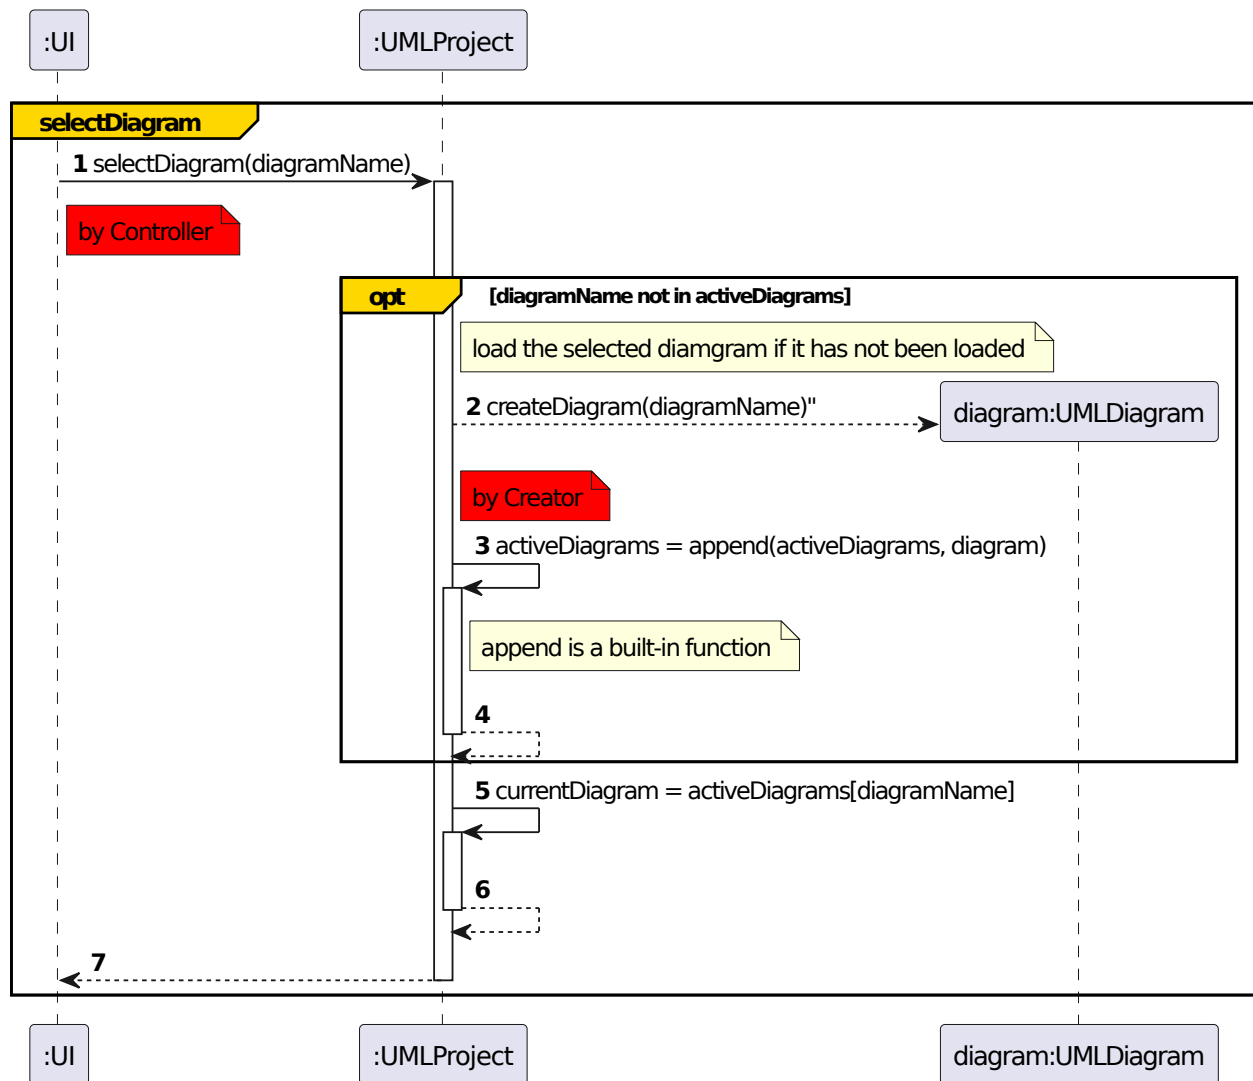 :UI
:UMLProject
selectDiagram
1 selectDiagram(diagramName)
by Controller
opt
[diagramName not in activeDiagrams]
load the selected diamgram if it has not been loaded
2 createDiagram(diagramName)"
diagram:UMLDiagram
by Creator
3 activeDiagrams = append(activeDiagrams, diagram)
append is a built-in function
4
5 currentDiagram = activeDiagrams[diagramName]
6
7
:UI
:UMLProject
diagram:UMLDiagram